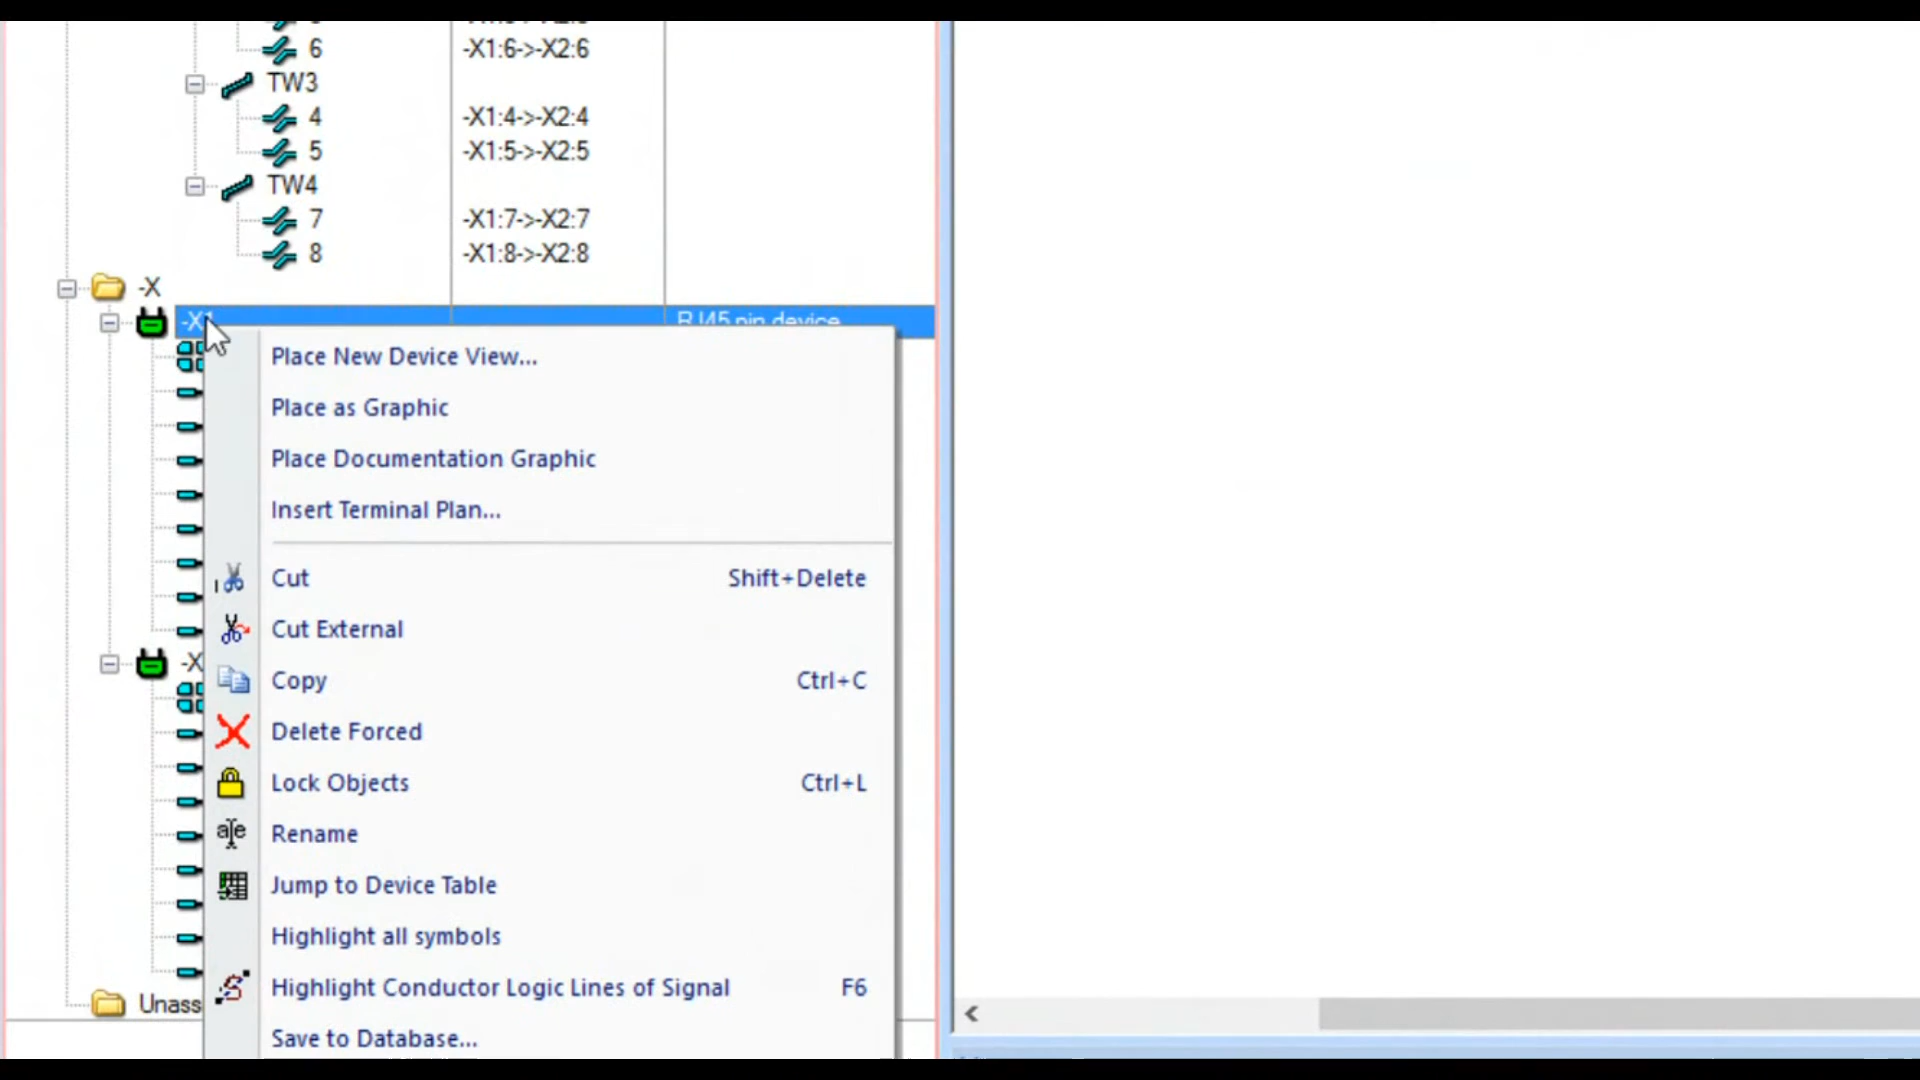 6 -X1:6->-X2:6
TW3
4 -X1:4->-X2:4
5 -X1:5->-X2:5
TW4
7 -X1:7->-X2:7
8 -X1:8->-X2:8
-X
-X1 RJ45 pin device
Place New Device View...
Place as Graphic
Place Documentation Graphic
Insert Terminal Plan...
Cut Shift+Delete
Cut External
-X
Copy Ctrl+C
Delete Forced
Lock Objects Ctrl+L
Rename
Jump to Device Table
Highlight all symbols
Highlight Conductor Logic Lines of Signal F6
Unass
Save to Database...